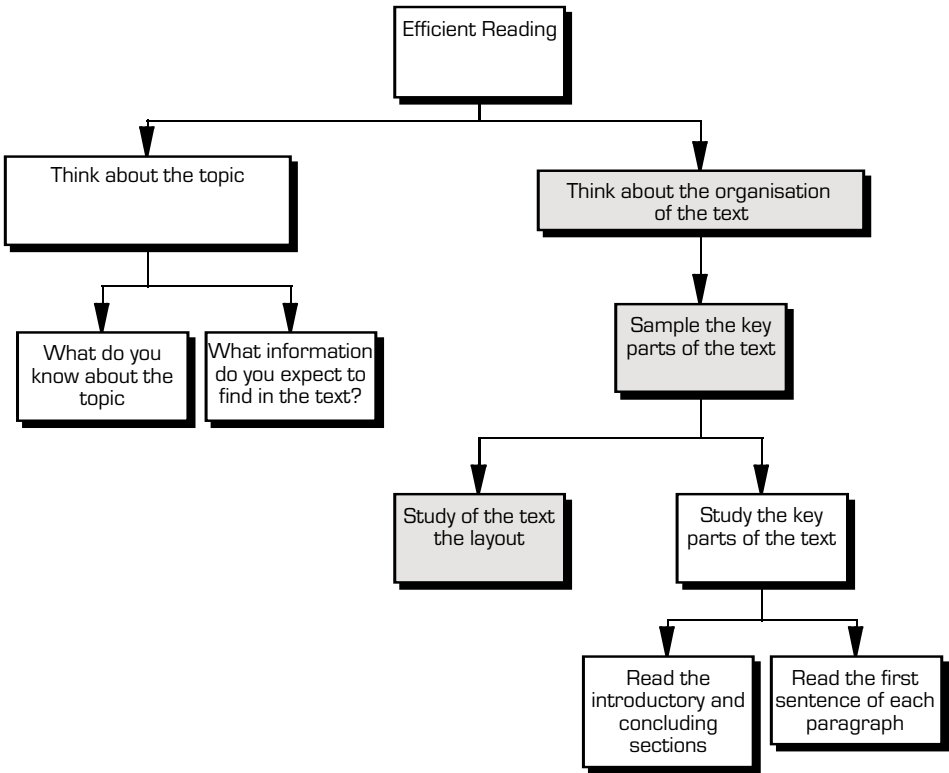 Efficient Reading
Think about the topic
Think about the organisation
of the text
What do you
know about the
topic
What information
do you expect to
find in the text?
Sample the key
parts of the text
Study of the text
the layout
Study the key
parts of the text
Read the
introductory and
concluding
sections
Read the first
sentence of each
paragraph